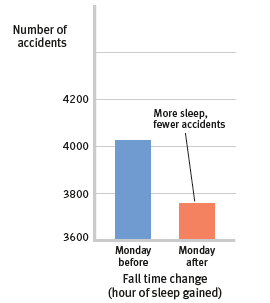 Number of
accidents
4200
More sleep,
fewer accidents
4000
3800
3600
Monday
before
Monday
after
Fall time change
(hour of sleep gained)